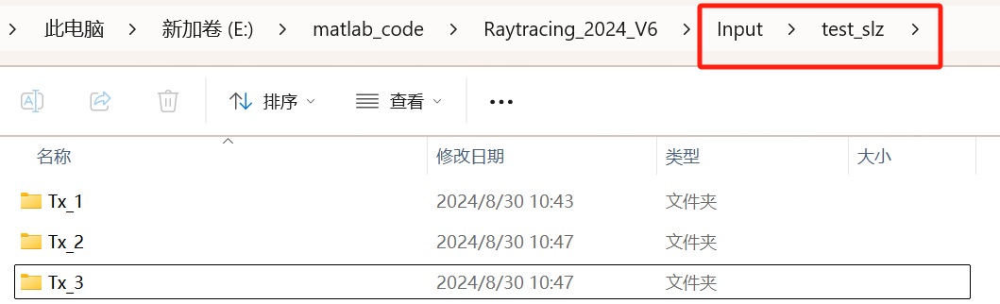 此电脑 新加卷 (E:) matlab_code Raytracing_2024_V6 Input test_slz
排序 查看
名称 修改日期 类型 大小
Tx_1 2024/8/30 10:43 文件夹
Tx_2 2024/8/30 10:47 文件夹
Tx_3 2024/8/30 10:47 文件夹